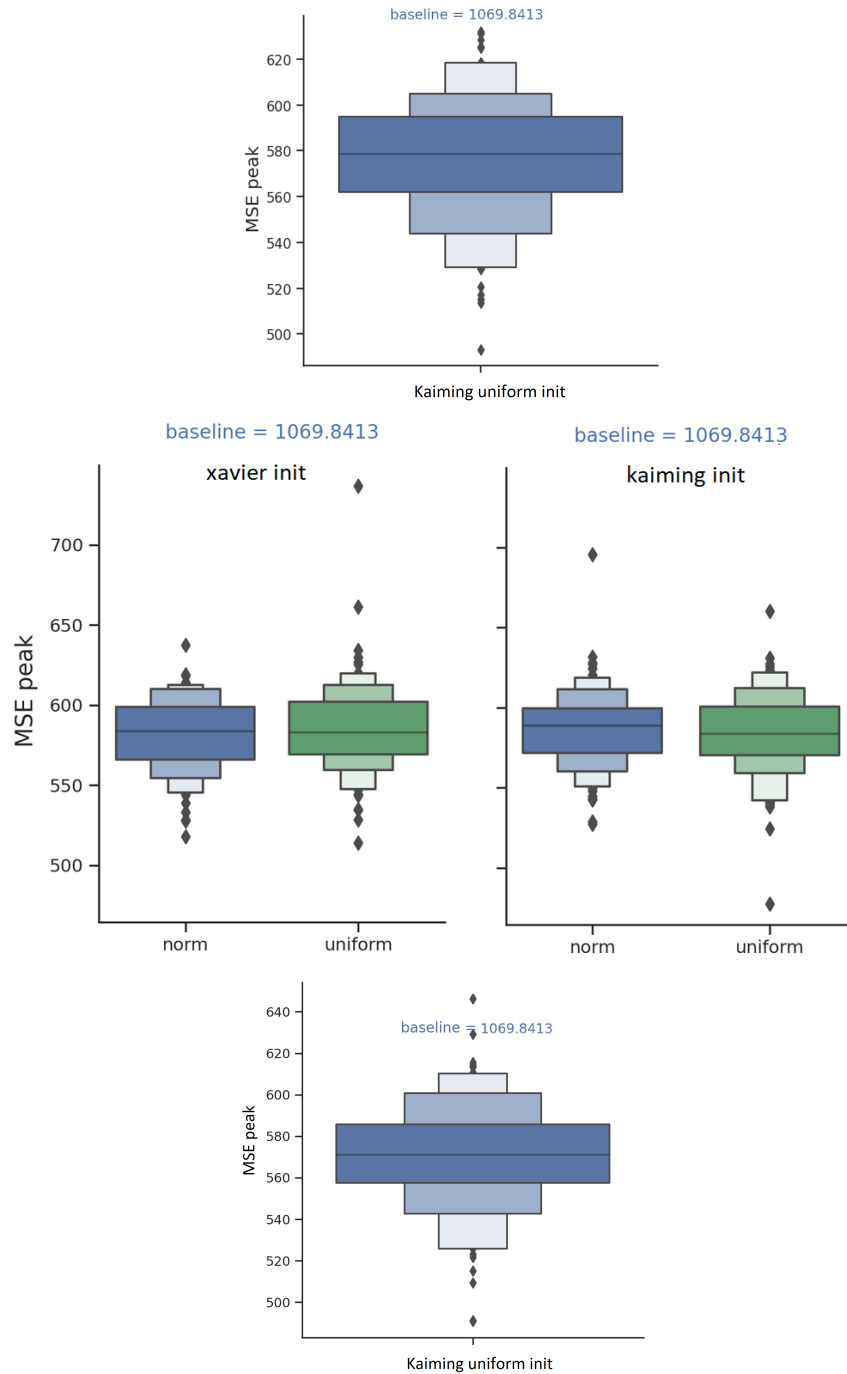 baseline = 1069.8413
620
600
580
560
540
520
500
MSE peak
Kaiming uniform init
baseline = 1069.8413
xavier init
700
650
600
550
500
MSE peak
norm uniform
baseline = 1069.8413
kaiming init
norm uniform
640
baseline = 1069.8413
620
600
580
560
540
520
500
MSE peak
Kaiming uniform init